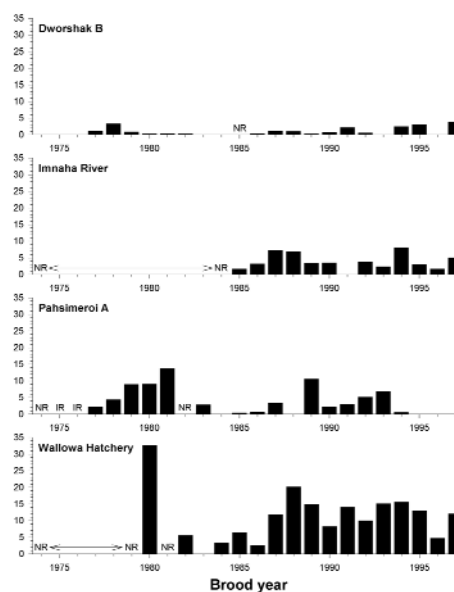 35
30
25
20
15
10
5
0
Dworshak B
NR
1975 1980 1985 1990 1995
35
30
25
20
15
10
5
0
Imnaha River
NR NR
1975 1980 1985 1990 1995
35
30
25
20
15
10
5
0
Pahsimeroi A
NR IR IR NR
1975 1980 1985 1990 1995
35
30
25
20
15
10
5
0
Wallowa Hatchery
NR NR NR
1975 1980 1985 1990 1995
Brood year